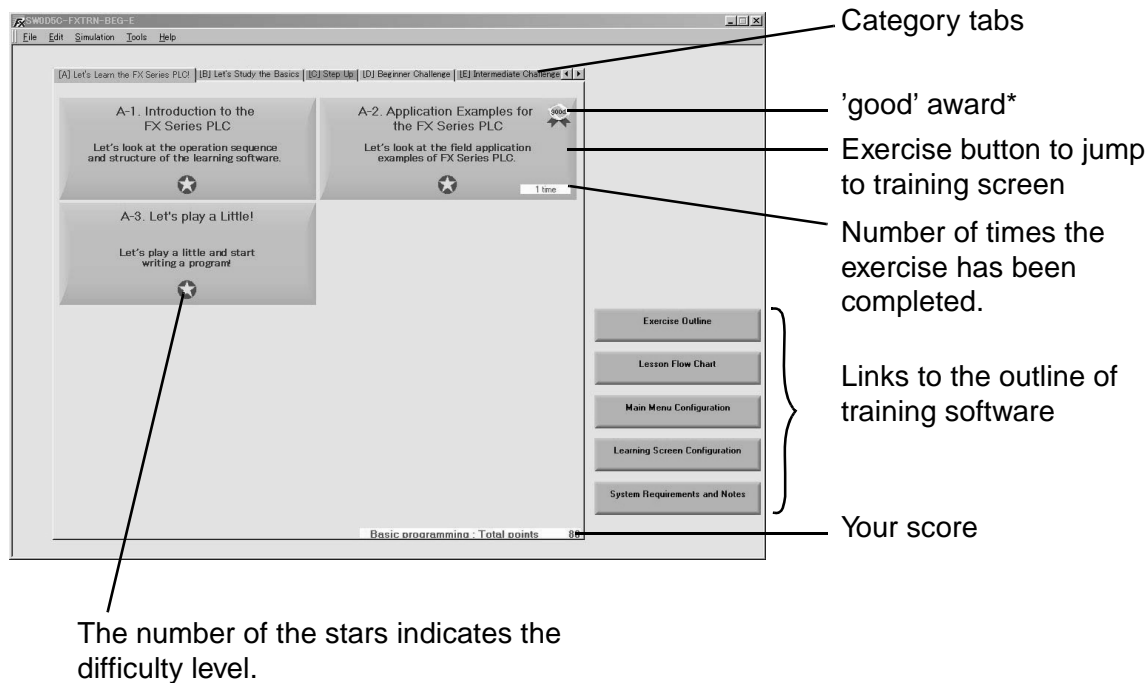 SW0D5C-FXTRN-BEG-E
File Edit Simulation Tools Help
[A] Let's Learn the FX Series PLC! [B] Let's Study the Basics [C] Step Up [D] Beginner Challenge [E] Intermediate Challenge
A-1. Introduction to the
FX Series PLC
Let's look at the operation sequence
and structure of the learning software.
A-2. Application Examples for
the FX Series PLC
good
Let's look at the field application
examples of FX Series PLC.
1 time
A-3. Let's play a Little!
Let's play a little and start
writing a program!
Exercise Outline
Lesson Flow Chart
Main Menu Configuration
Learning Screen Configuration
System Requirements and Notes
Basic programming : Total points 80
Category tabs
'good' award*
Exercise button to jump
to training screen
Number of times the
exercise has been
completed.
Links to the outline of
training software
Your score
The number of the stars indicates the
difficulty level.